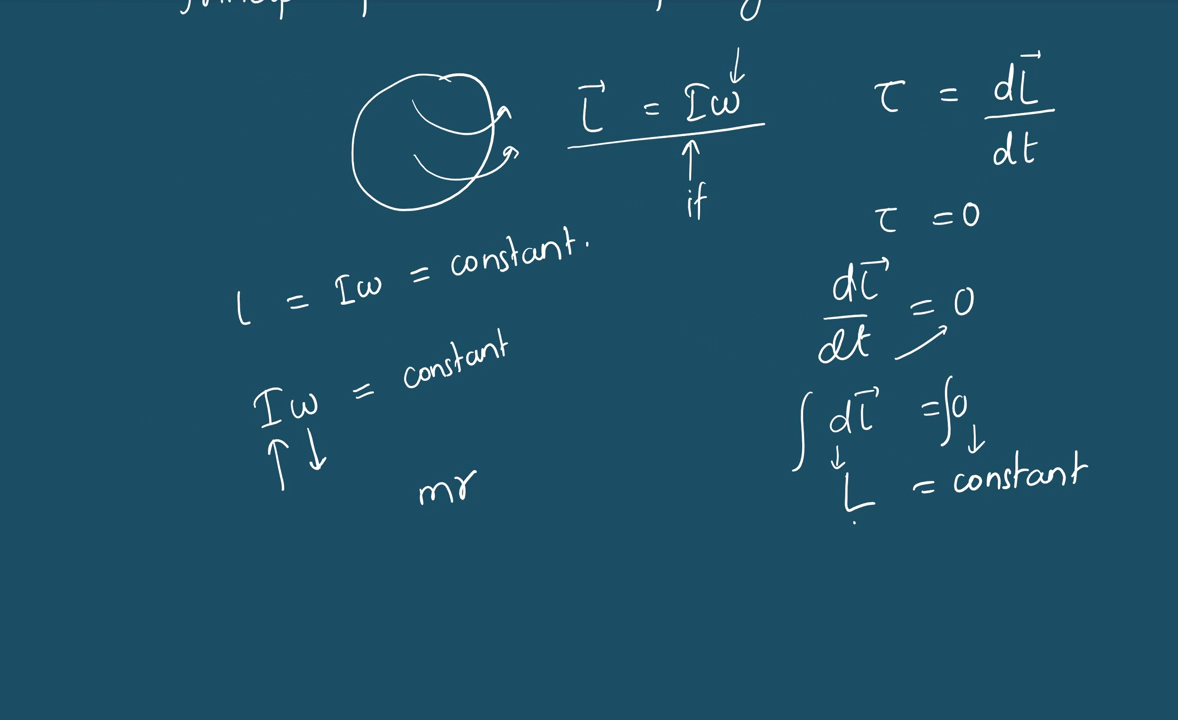 L⃗ = Iω
if
l = Iω = constant.
Iω = constant
mr
τ = dL⃗/dt
τ = 0
dL⃗/dt = 0
∫dL⃗ = ∫0
L = constant